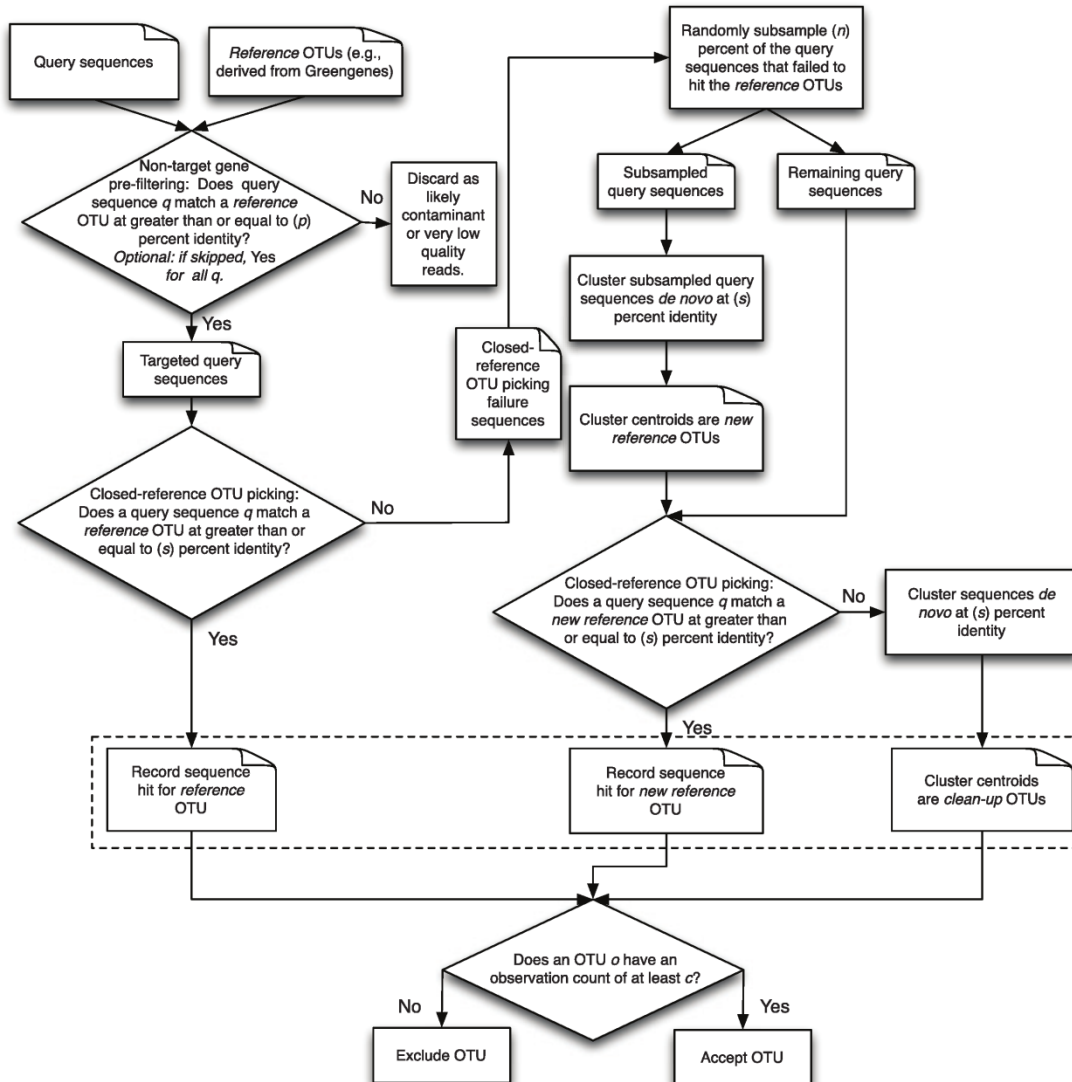 Query sequences
Reference OTUs (e.g.,
derived from Greengenes)
Non-target gene
pre-filtering: Does query
sequence q match a reference
OTU at greater than or equal to (p)
percent identity?
Optional: if skipped, Yes
for all q.
No
Discard as
likely
contaminant
or very low
quality
reads.
Yes
Targeted query
sequences
Closed-reference OTU picking:
Does a query sequence q match a
reference OTU at greater than or
equal to (s) percent identity?
No
Closed-
reference
OTU picking
failure
sequences
Yes
Randomly subsample (n)
percent of the query
sequences that failed to
hit the reference OTUs
Subsampled
query sequences
Remaining query
sequences
Cluster subsampled query
sequences de novo at (s)
percent identity
Cluster centroids are new
reference OTUs
Closed-reference OTU picking:
Does a query sequence q match a
new reference OTU at greater than
or equal to (s) percent identity?
No
Cluster sequences de
novo at (s) percent
identity
Yes
Record sequence
hit for reference
OTU
Record sequence
hit for new reference
OTU
Cluster centroids
are clean-up OTUs
Does an OTU o have an
observation count of at least c?
No
Yes
Exclude OTU
Accept OTU